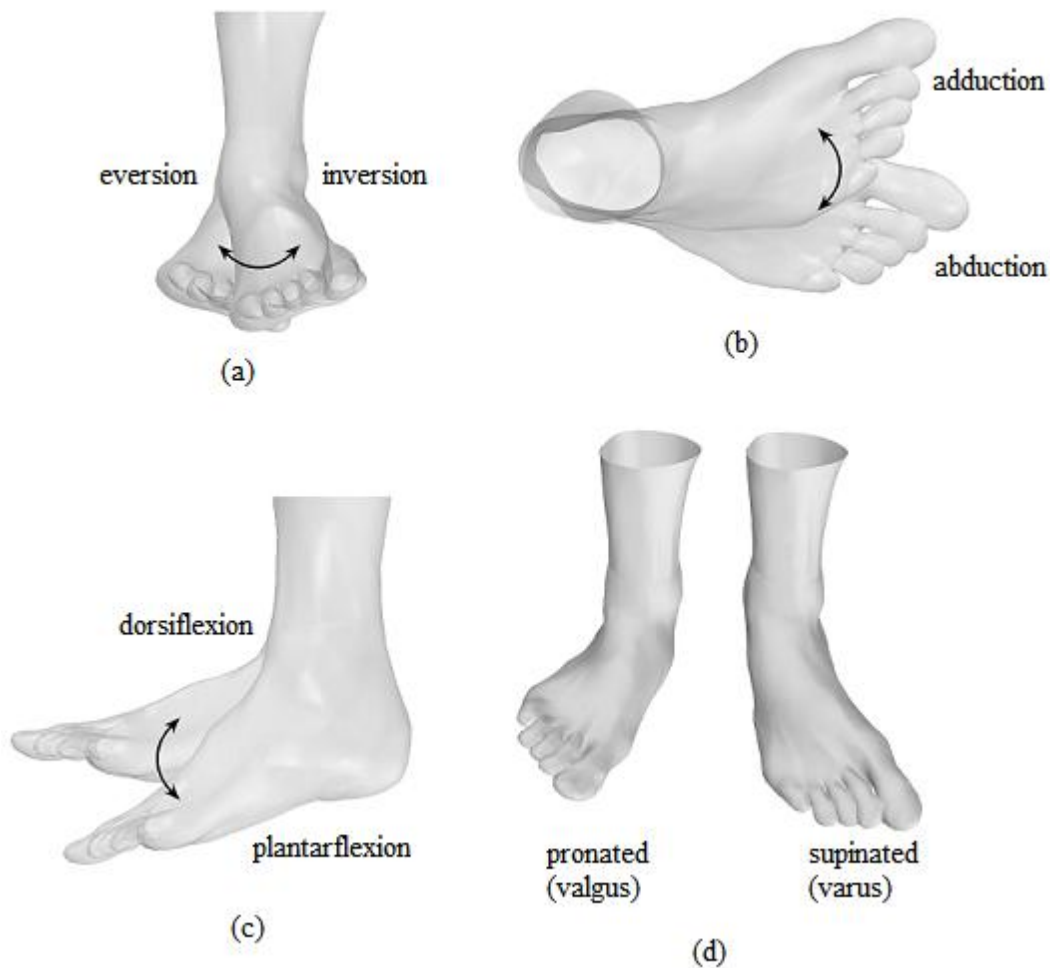 eversion
inversion
(a)
adduction
abduction
(b)
dorsiflexion
plantarflexion
(c)
pronated
(valgus)
supinated
(varus)
(d)